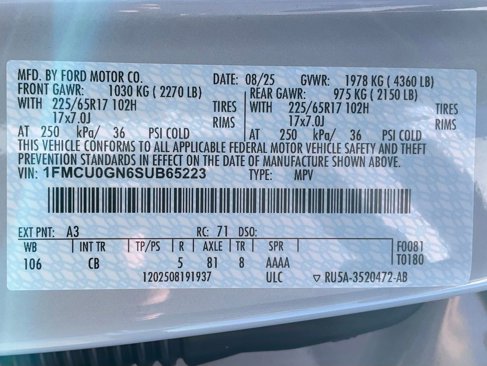 MFD. BY FORD MOTOR CO. DATE: 08/25 GVWR: 1978 KG (4360 LB)
FRONT GAWR: 1030 KG (2270 LB) REAR GAWR: 975 KG (2150 LB)
WITH 225/65R17 102H TIRES WITH 225/65R17 102H TIRES
17x7.0J RIMS 17x7.0J RIMS
AT 250 kPa/ 36 PSI COLD AT 250 kPa/ 36 PSI COLD
THIS VEHICLE CONFORMS TO ALL APPLICABLE FEDERAL MOTOR VEHICLE SAFETY AND THEFT
PREVENTION STANDARDS IN EFFECT ON THE DATE OF MANUFACTURE SHOWN ABOVE.
VIN: 1FMCU0GN6SUB65223 TYPE: MPV
EXT PNT: A3 RC: 71 DSO:
WB INT TR TP/PS R AXLE TR SPR F0081
106 CB 5 81 8 AAAA T0180
1202508191937 ULC ▽ RU5A-3520472-AB